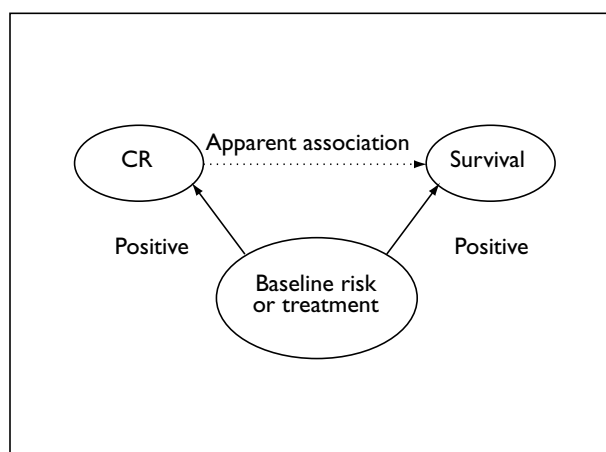 Apparent association
CR
Survival
Positive
Positive
Baseline risk
or treatment